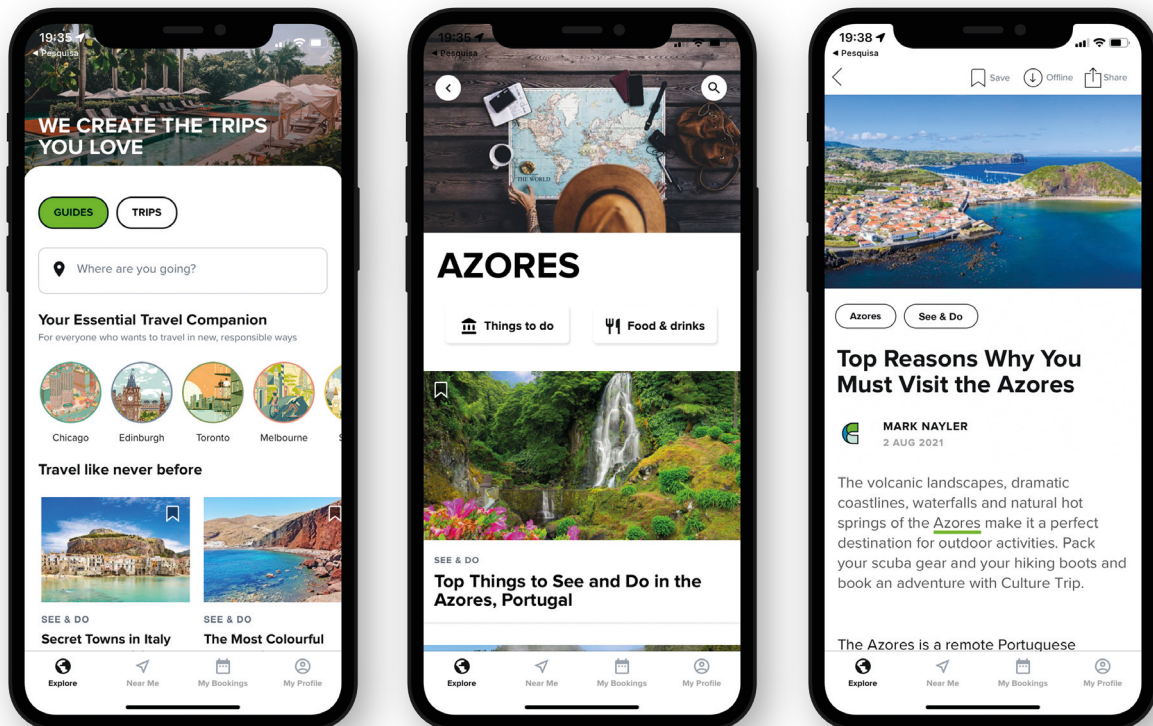 19:35
◀ Pesquisa
WE CREATE THE TRIPS
YOU LOVE
GUIDES
TRIPS
Where are you going?
Your Essential Travel Companion
For everyone who wants to travel in new, responsible ways
Chicago
Edinburgh
Toronto
Melbourne
Travel like never before
SEE & DO
Secret Towns in Italy
SEE & DO
The Most Colourful
Explore
Near Me
My Bookings
My Profile
19:35
◀ Pesquisa
THE WORLD
AZORES
Things to do
Food & drinks
SEE & DO
Top Things to See and Do in the
Azores, Portugal
Explore
Near Me
My Bookings
My Profile
19:38
◀ Pesquisa
Save
Offline
Share
Azores
See & Do
Top Reasons Why You
Must Visit the Azores
MARK NAYLER
2 AUG 2021
The volcanic landscapes, dramatic
coastlines, waterfalls and natural hot
springs of the Azores make it a perfect
destination for outdoor activities. Pack
your scuba gear and your hiking boots and
book an adventure with Culture Trip.
The Azores is a remote Portuguese
Explore
Near Me
My Bookings
My Profile